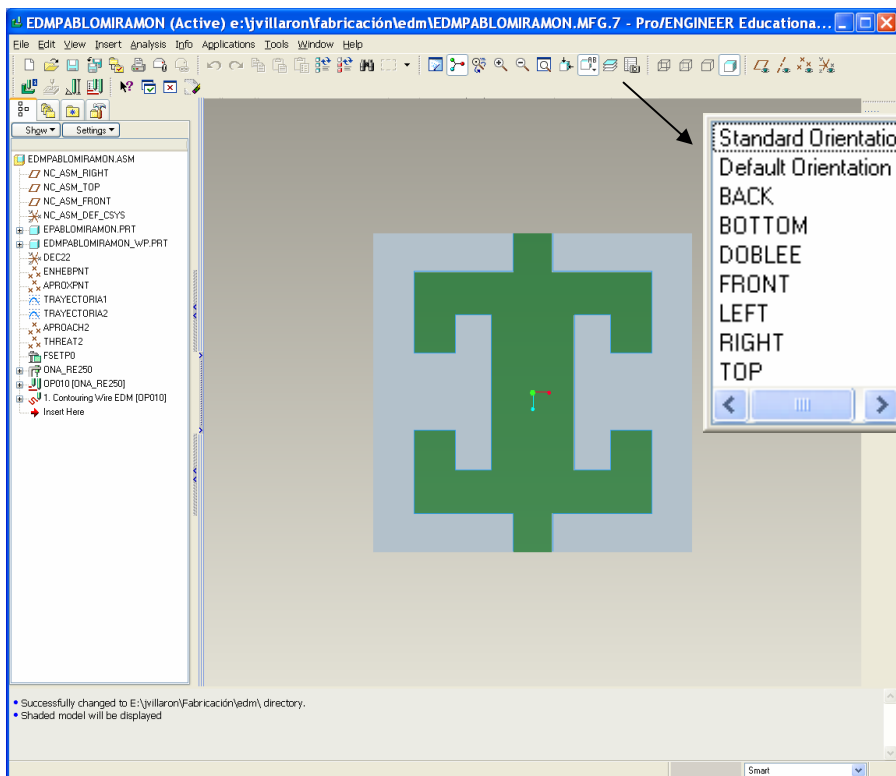 EDMPABLOMIRAMON (Active) e:\jvillaron\fabricación\edm\EDMPABLOMIRAMON.MFG.7 - Pro/ENGINEER Educationa...
File Edit View Insert Analysis Info Applications Tools Window Help
Show Settings
EDMPABLOMIRAMON.ASM
NC_ASM_RIGHT
NC_ASM_TOP
NC_ASM_FRONT
NC_ASM_DEF_CSYS
EPABLOMIRAMON.PRT
EDMPABLOMIRAMON_WP.PRT
DEC22
ENHEBPNT
APROXPNT
TRAYECTORIA1
TRAYECTORIA2
APROACH2
THREAT2
FSETP0
ONA_RE250
OP010 [ONA_RE250]
1. Contouring Wire EDM [OP010]
Insert Here
Standard Orientatio
Default Orientation
BACK
BOTTOM
DOBLEE
FRONT
LEFT
RIGHT
TOP
• Successfully changed to E:\jvillaron\Fabricación\edm\ directory.
• Shaded model will be displayed
Smart